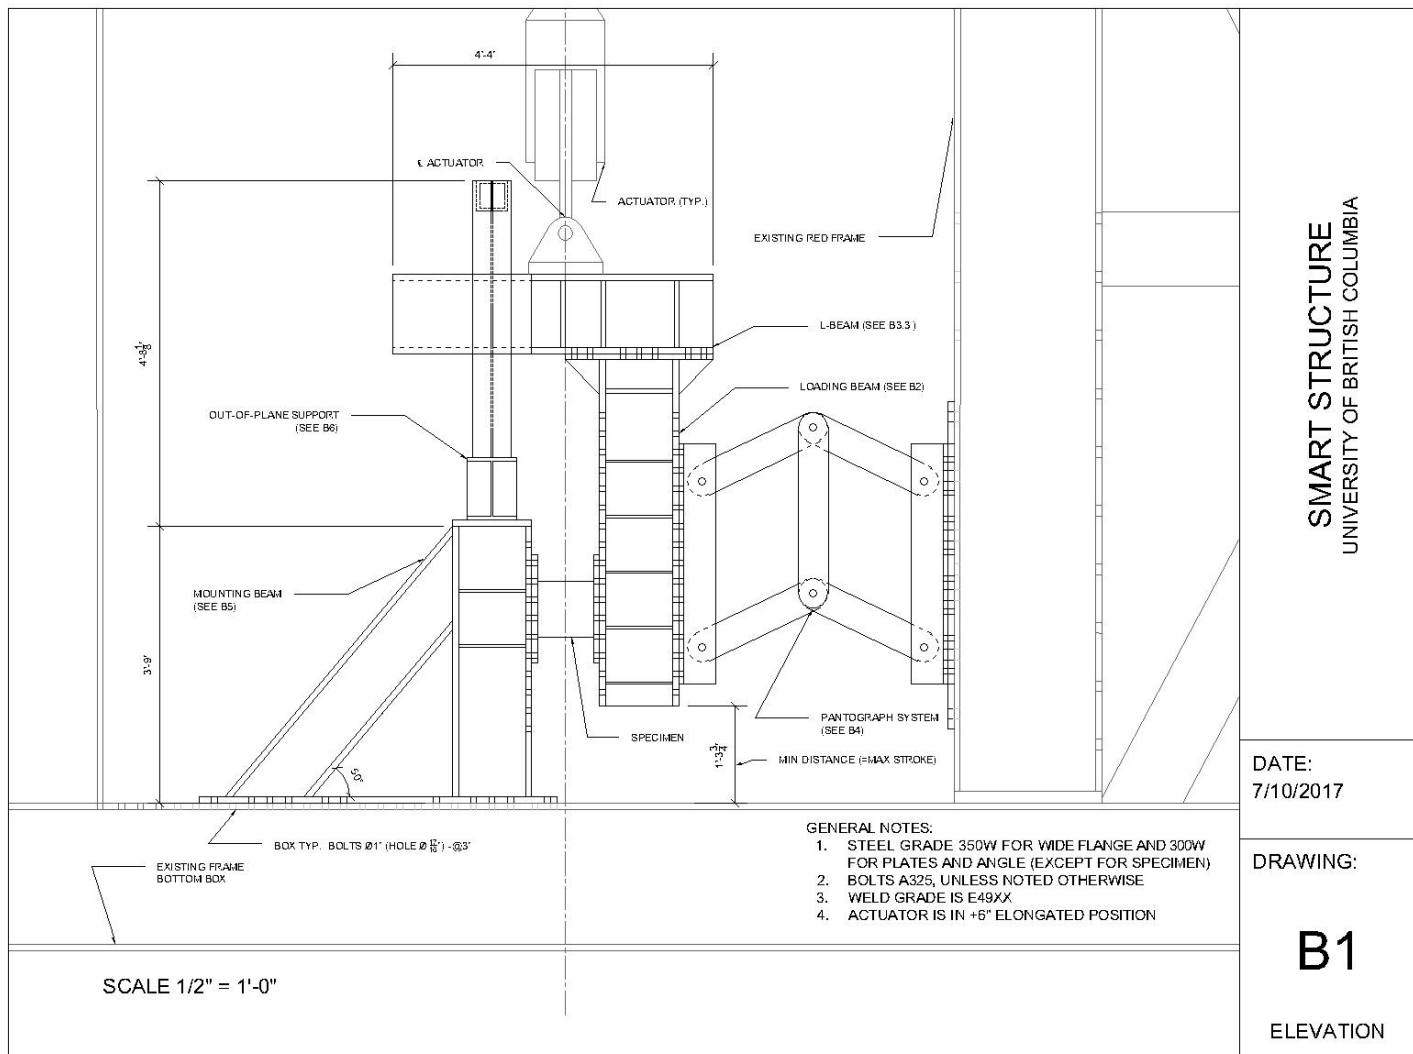 4'-4"
℄ ACTUATOR
ACTUATOR (TYP.)
EXISTING RED FRAME
L-BEAM (SEE B3.3 )
4'-8 1/8"
LOADING BEAM (SEE B2)
OUT-OF-PLANE SUPPORT
(SEE B6)
MOUNTING BEAM
(SEE B5)
3'-9"
PANTOGRAPH SYSTEM
(SEE B4)
SPECIMEN
1'-3 3/4"
MIN DISTANCE (=MAX STROKE)
50°
BOX TYP. BOLTS Ø1" (HOLE Ø 17/16") -@3"
EXISTING FRAME
BOTTOM BOX
GENERAL NOTES:
1. STEEL GRADE 350W FOR WIDE FLANGE AND 300W
FOR PLATES AND ANGLE (EXCEPT FOR SPECIMEN)
2. BOLTS A325, UNLESS NOTED OTHERWISE
3. WELD GRADE IS E49XX
4. ACTUATOR IS IN +6" ELONGATED POSITION
SCALE 1/2" = 1'-0"
SMART STRUCTURE
UNIVERSITY OF BRITISH COLUMBIA
DATE:
7/10/2017
DRAWING:
B1
ELEVATION